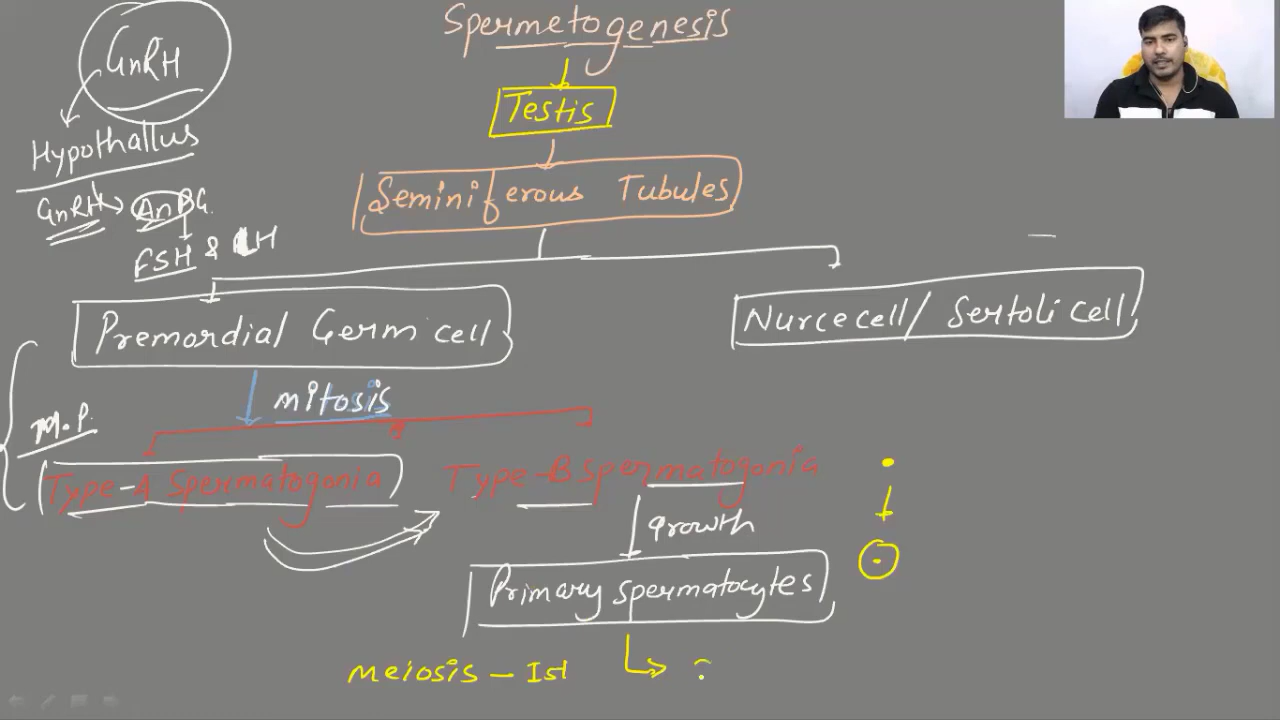 Spermetogenesis
GnRH
Testis
Hypothallus
Seminiferous Tubules
GnRH → AnPG.
FSH & LH
Premordial Germ cell
Nurcecell/ Sertoli cell
mitosis
M.P.
Type-A Spermatogonia
Type-B spermatogonia
growth
Primary spermatocytes
meiosis - Ist